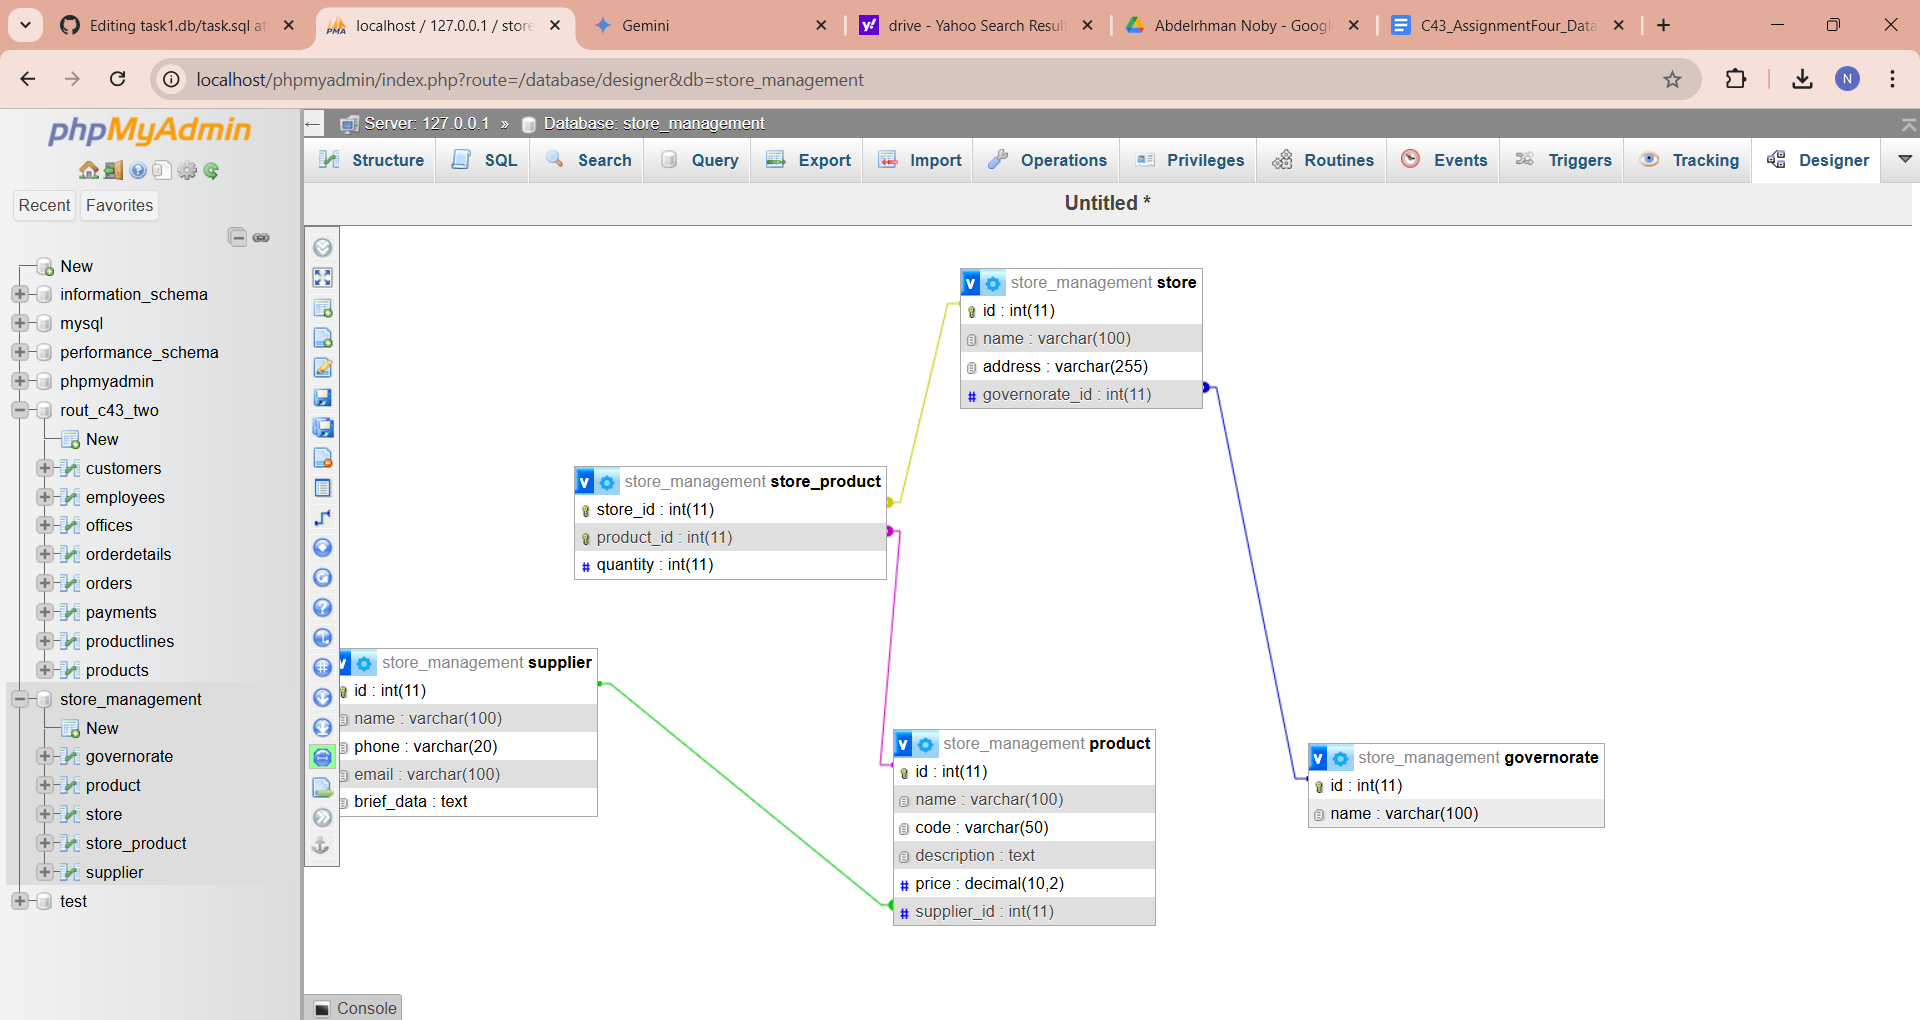 Editing task1.db/task.sql at
localhost / 127.0.0.1 / store
Gemini
drive - Yahoo Search Resul
Abdelrhman Noby - Googl
C43_AssignmentFour_Data
localhost/phpmyadmin/index.php?route=/database/designer&db=store_management
N
phpMyAdmin
Recent
Favorites
New
information_schema
mysql
performance_schema
phpmyadmin
rout_c43_two
New
customers
employees
offices
orderdetails
orders
payments
productlines
products
store_management
New
governorate
product
store
store_product
supplier
test
Server: 127.0.0.1 » Database: store_management
Structure
SQL
Search
Query
Export
Import
Operations
Privileges
Routines
Events
Triggers
Tracking
Designer
Untitled *
v store_management store
id : int(11)
name : varchar(100)
address : varchar(255)
# governorate_id : int(11)
v store_management store_product
store_id : int(11)
product_id : int(11)
# quantity : int(11)
v store_management supplier
id : int(11)
name : varchar(100)
phone : varchar(20)
email : varchar(100)
brief_data : text
v store_management product
id : int(11)
name : varchar(100)
code : varchar(50)
description : text
# price : decimal(10,2)
# supplier_id : int(11)
v store_management governorate
id : int(11)
name : varchar(100)
Console